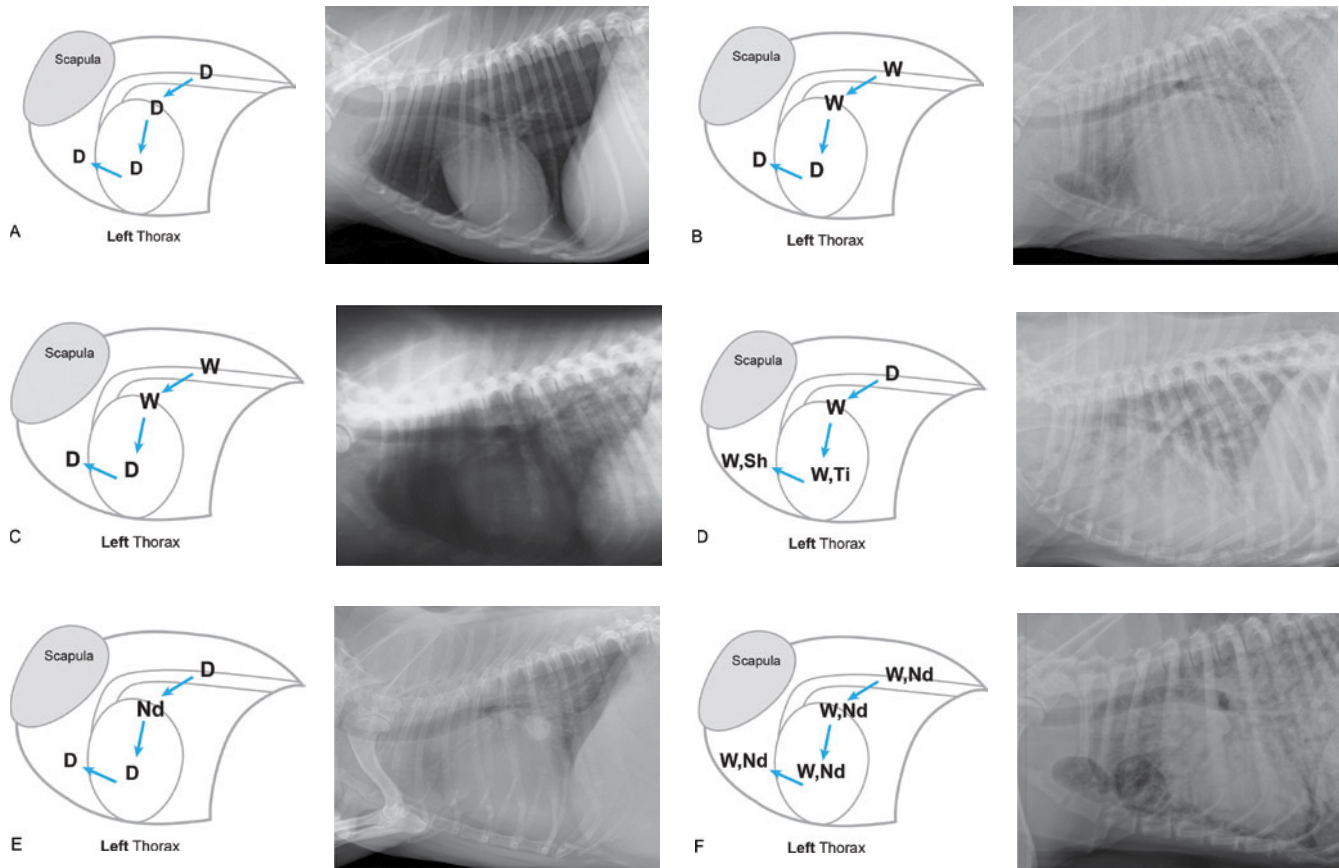 Scapula
D
D
D
D
A
Left Thorax
Scapula
W
W
D
D
B
Left Thorax
Scapula
W
W
D
D
C
Left Thorax
Scapula
D
W
W,Sh
W,Ti
D
Left Thorax
Scapula
D
Nd
D
D
E
Left Thorax
Scapula
W,Nd
W,Nd
W,Nd
W,Nd
F
Left Thorax